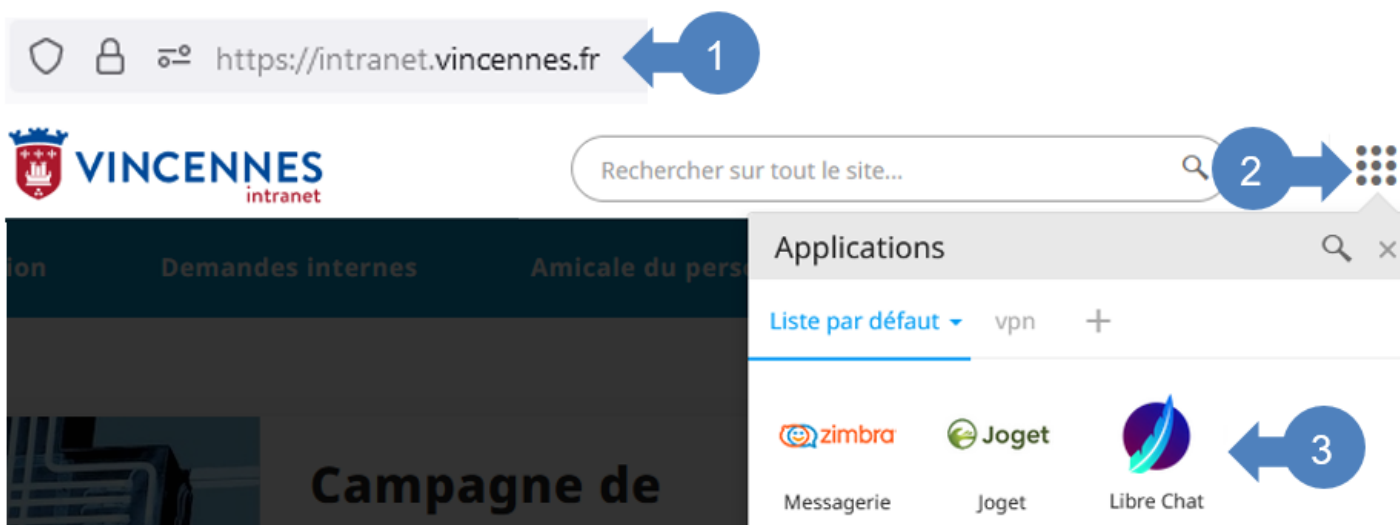 https://intranet.vincennes.fr
1
VINCENNES
intranet
Rechercher sur tout le site...
2
Applications
ion
Demandes internes
Amicale du perso
Liste par défaut
vpn
zimbra
Joget
3
Messagerie
Joget
Libre Chat
Campagne de